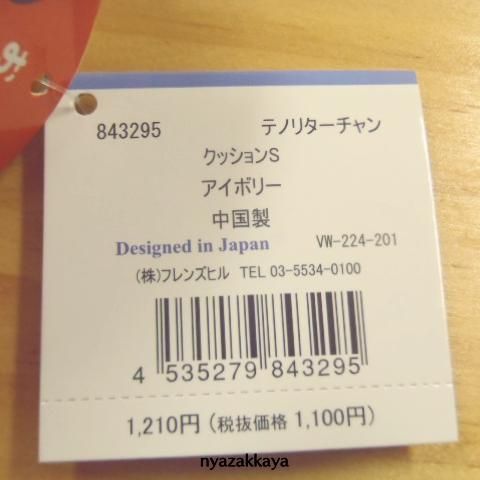 お
843295 テノリターチャン
クッションS
アイボリー
中国製
Designed in Japan VW-224-201
(株)フレンズヒル TEL 03-5534-0100
4 535279 843295
1,210円(税抜価格 1,100円)
nyazakkaya